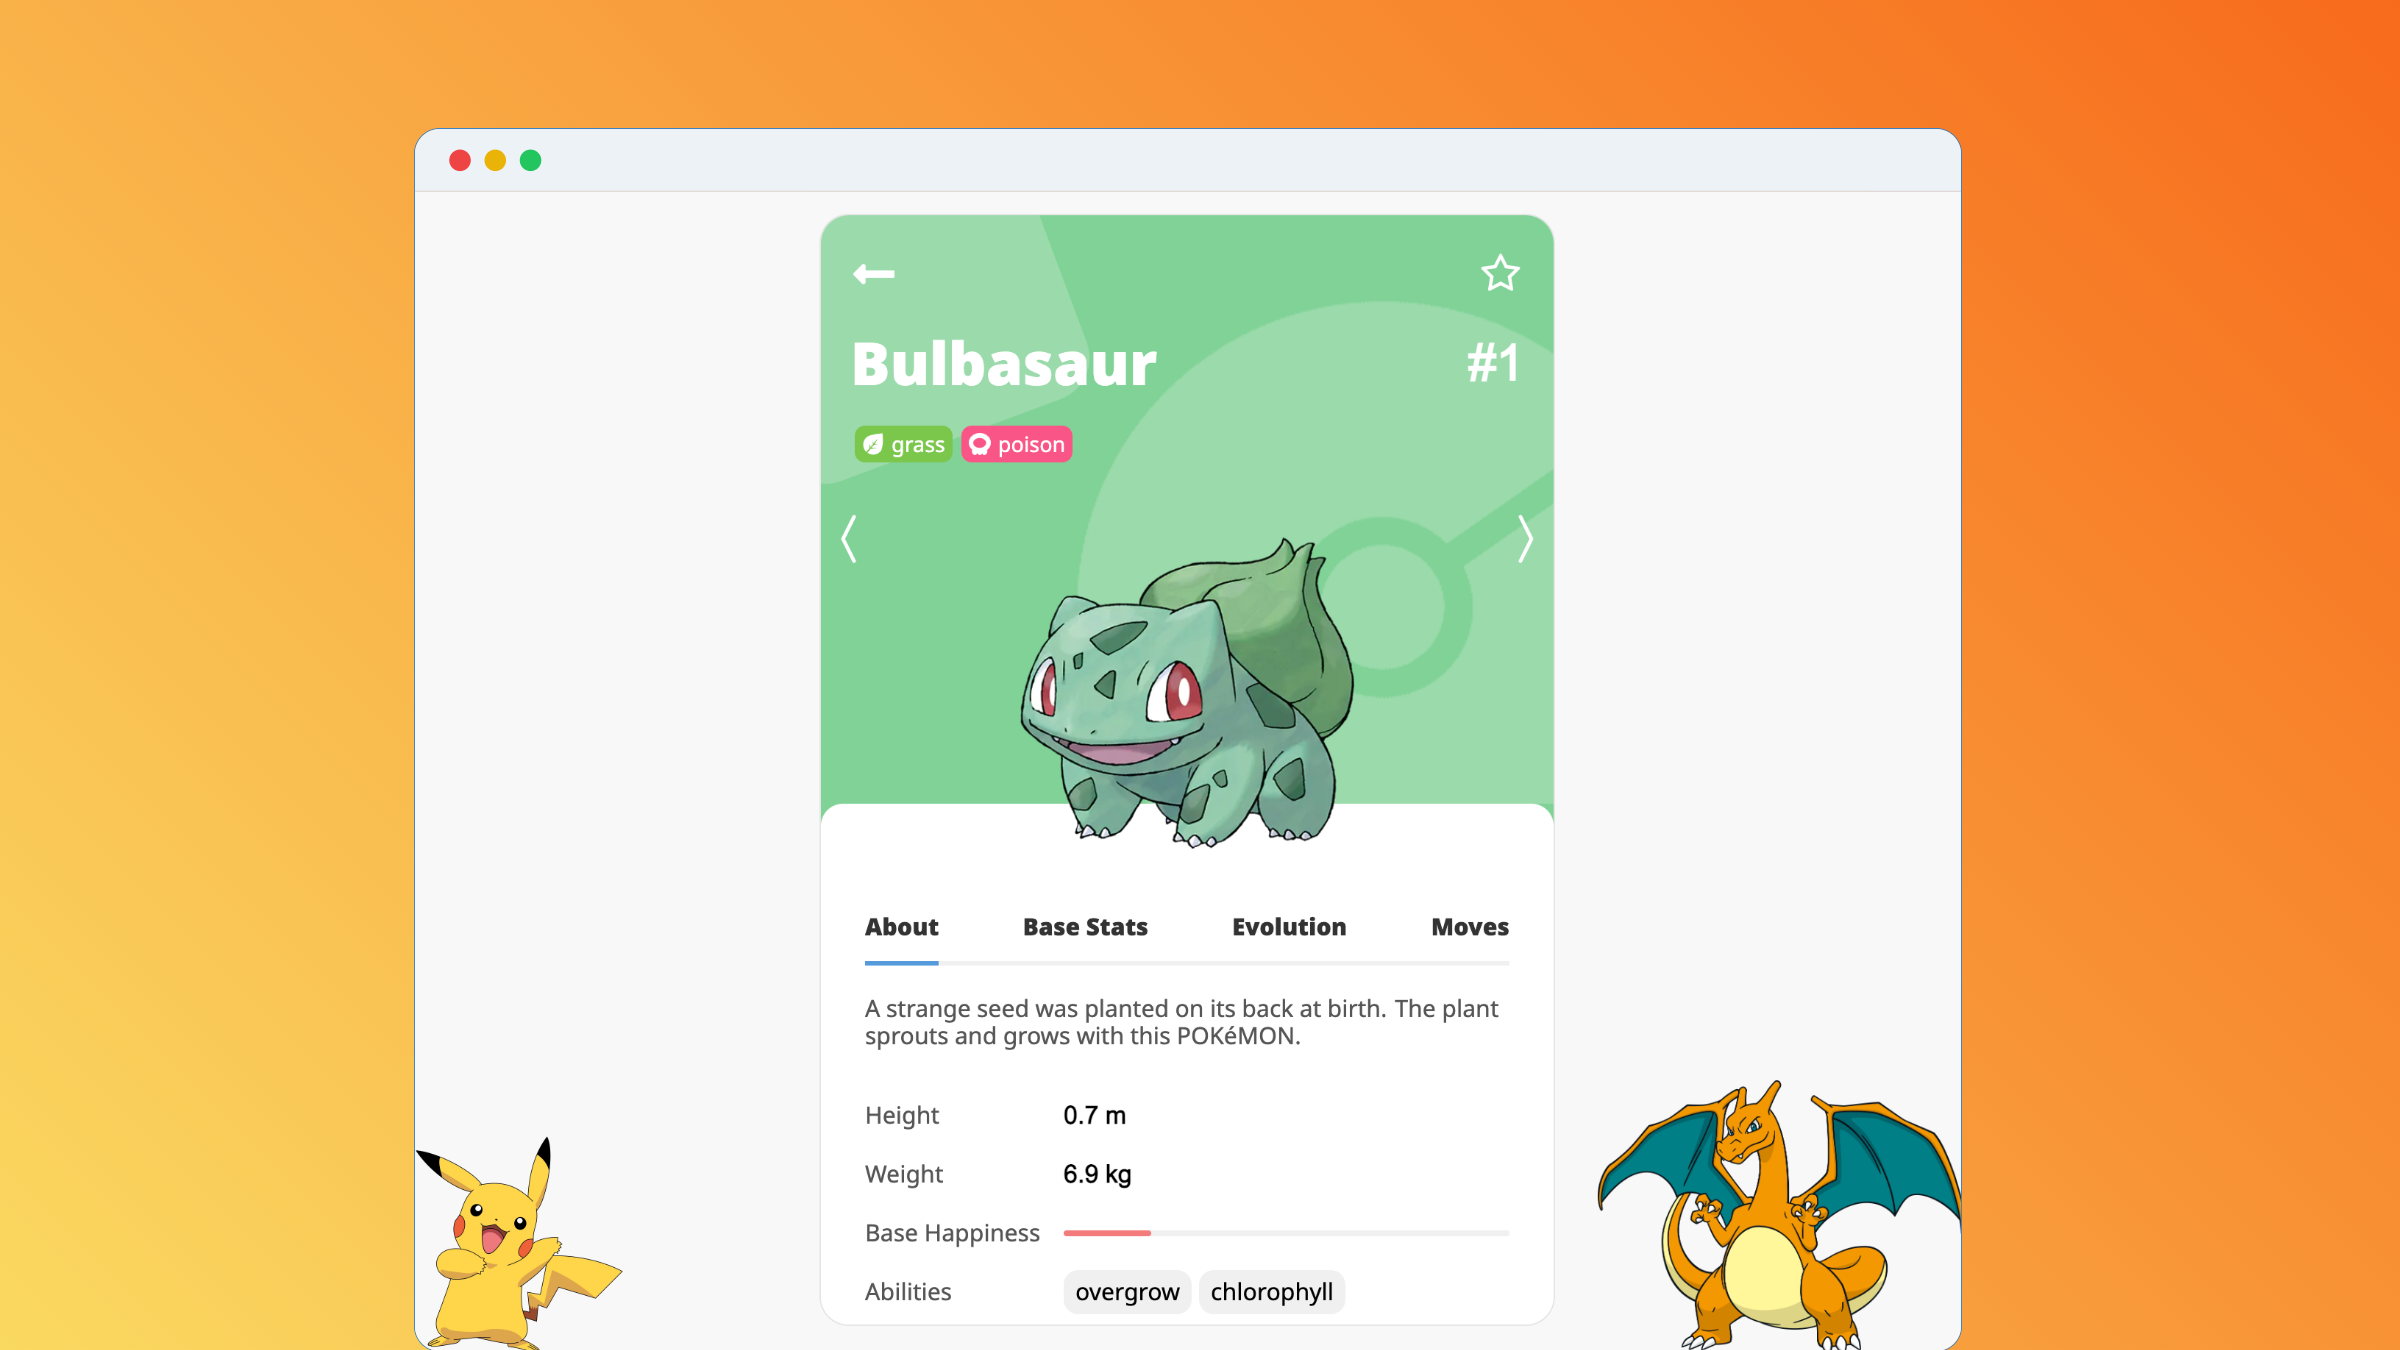 Bulbasaur #1
grass poison
About Base Stats Evolution Moves
A strange seed was planted on its back at birth. The plant
sprouts and grows with this POKéMON.
Height 0.7 m
Weight 6.9 kg
Base Happiness
Abilities overgrow chlorophyll